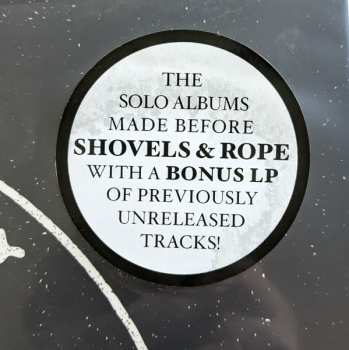 THE
SOLO ALBUMS
MADE BEFORE
SHOVELS & ROPE
WITH A BONUS LP
OF PREVIOUSLY
UNRELEASED
TRACKS!